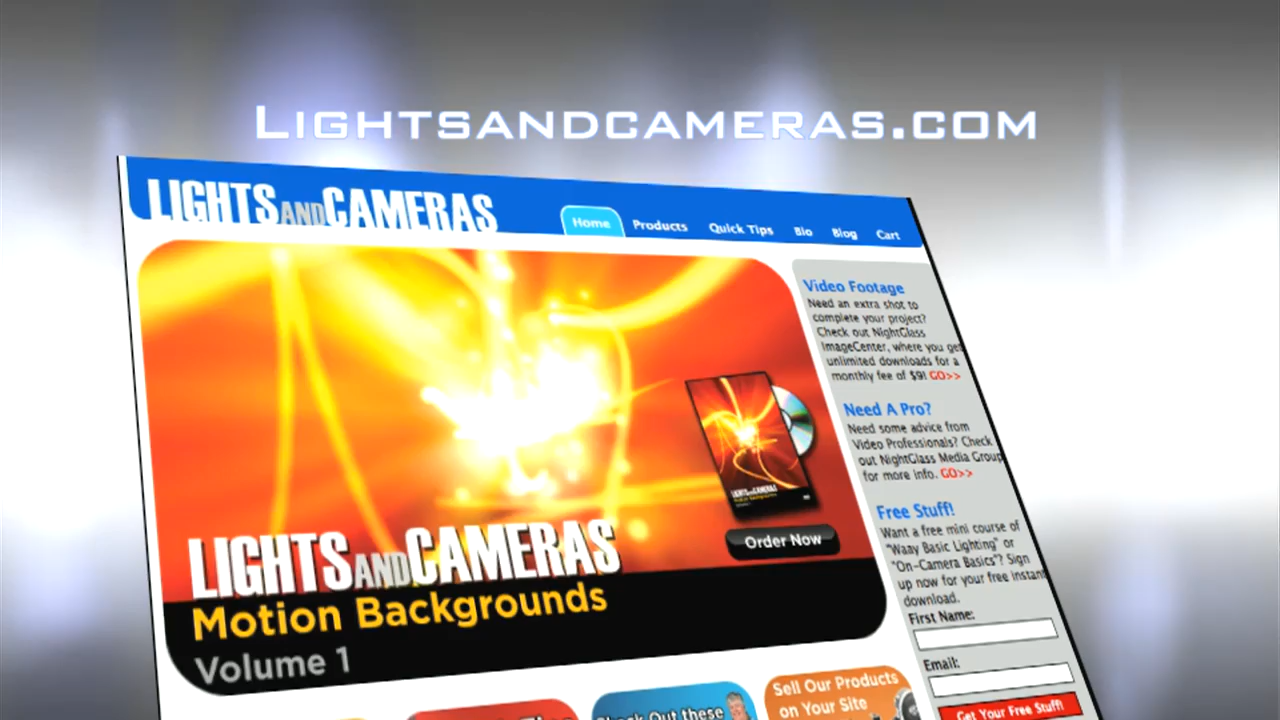 LIGHTSANDCAMERAS.COM
LIGHTSANDCAMERAS
Home Products Quick Tips Bio Blog Cart
Video Footage
Need an extra shot to
complete your project?
Check out NightGlass
ImageCenter, where you get
unlimited downloads for a
monthly fee of $9! GO>>
Need A Pro?
Need some advice from
Video Professionals? Check
out NightGlass Media Group
for more info. GO>>
Free Stuff!
Want a free mini course of
"Waay Basic Lighting" or
"On-Camera Basics"? Sign
up now for your free instant
download.
First Name:
Email:
Get Your Free Stuff!
LIGHTSANDCAMERAS
Order Now
LIGHTSANDCAMERAS
Motion Backgrounds
Volume 1
Check Out these
Sell Our Products
on Your Site